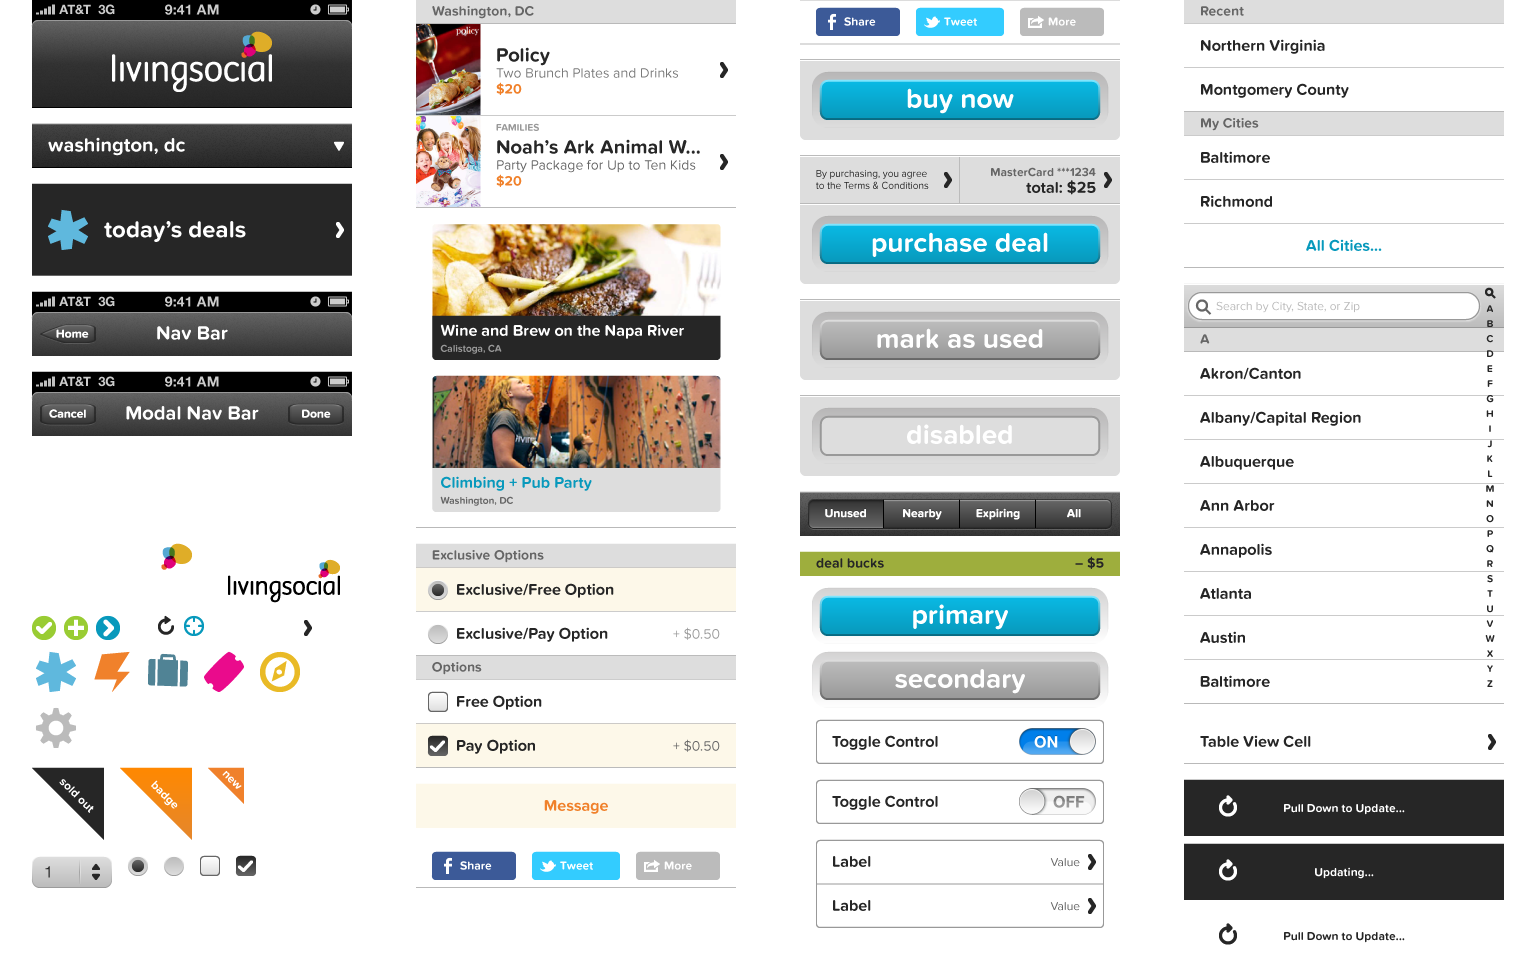 AT&T 3G 9:41 AM
livingsocial
washington, dc
today's deals
AT&T 3G 9:41 AM
Home Nav Bar
AT&T 3G 9:41 AM
Cancel Modal Nav Bar Done
livingsocial
sold out
badge
new
1
Washington, DC
policy
Policy
Two Brunch Plates and Drinks
$20
FAMILIES
Noah's Ark Animal W...
Party Package for Up to Ten Kids
$20
Wine and Brew on the Napa River
Calistoga, CA
Climbing + Pub Party
Washington, DC
Exclusive Options
Exclusive/Free Option
Exclusive/Pay Option + $0.50
Options
Free Option
Pay Option + $0.50
Message
Share Tweet More
Share Tweet More
buy now
By purchasing, you agree
to the Terms & Conditions
MasterCard ***1234
total: $25
purchase deal
mark as used
disabled
Unused Nearby Expiring All
deal bucks – $5
primary
secondary
Toggle Control ON
Toggle Control OFF
Label Value
Label Value
Recent
Northern Virginia
Montgomery County
My Cities
Baltimore
Richmond
All Cities...
Search by City, State, or Zip
A
Akron/Canton
Albany/Capital Region
Albuquerque
Ann Arbor
Annapolis
Atlanta
Austin
Baltimore
A
B
C
D
E
F
G
H
I
J
K
L
M
N
O
P
Q
R
S
T
U
V
W
X
Y
Z
Table View Cell
Pull Down to Update...
Updating...
Pull Down to Update...